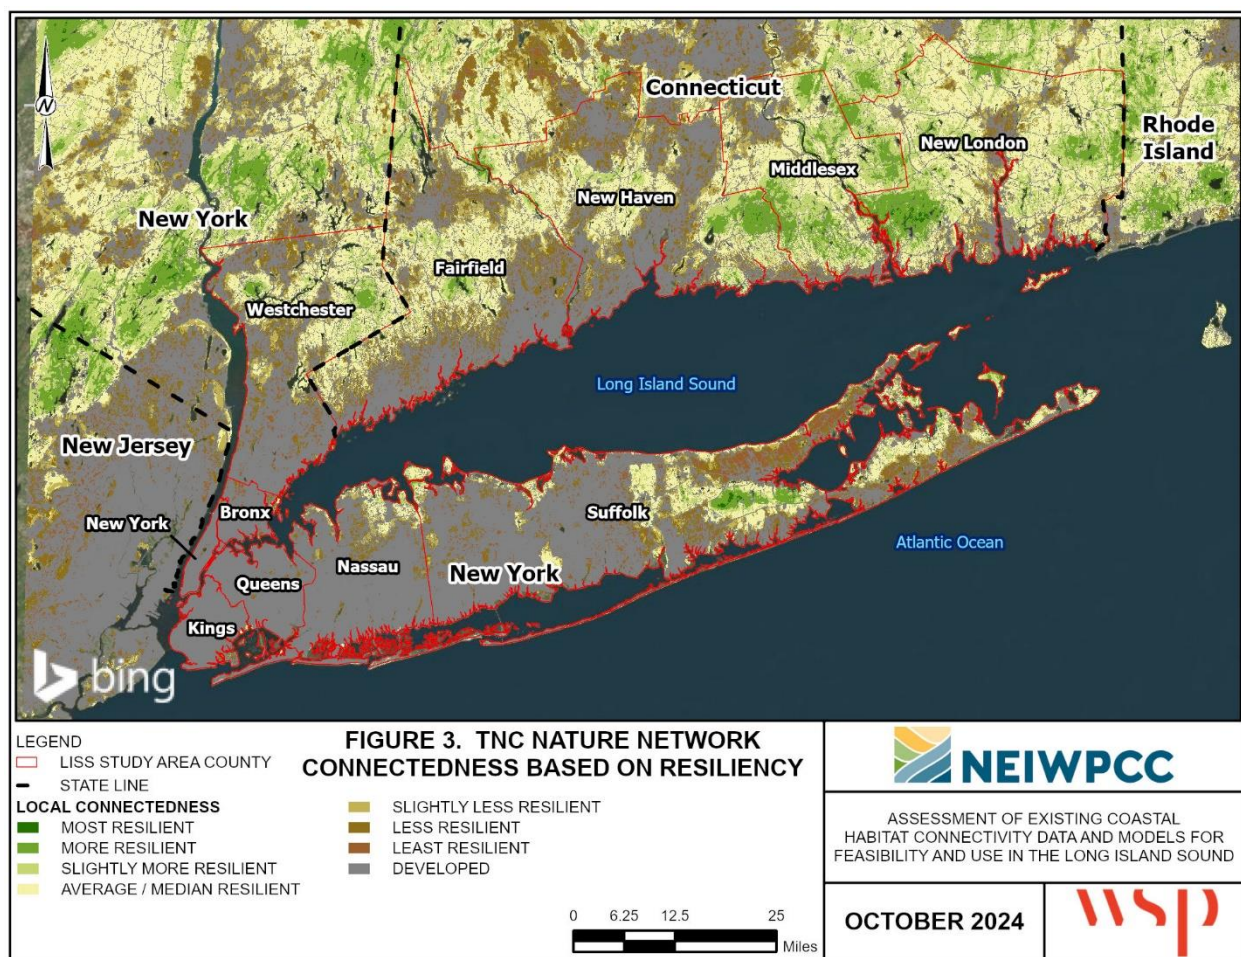 Connecticut
Rhode
Island
New London
Middlesex
New Haven
New York
Fairfield
Westchester
Long Island Sound
New Jersey
New York
Bronx
Suffolk
Atlantic Ocean
Nassau
New York
Queens
Kings
N
bing
LEGEND
LISS STUDY AREA COUNTY
STATE LINE
LOCAL CONNECTEDNESS
MOST RESILIENT
MORE RESILIENT
SLIGHTLY MORE RESILIENT
AVERAGE / MEDIAN RESILIENT
FIGURE 3. TNC NATURE NETWORK
CONNECTEDNESS BASED ON RESILIENCY
SLIGHTLY LESS RESILIENT
LESS RESILIENT
LEAST RESILIENT
DEVELOPED
0 6.25 12.5 25
Miles
NEIWPCC
ASSESSMENT OF EXISTING COASTAL
HABITAT CONNECTIVITY DATA AND MODELS FOR
FEASIBILITY AND USE IN THE LONG ISLAND SOUND
OCTOBER 2024
wsp